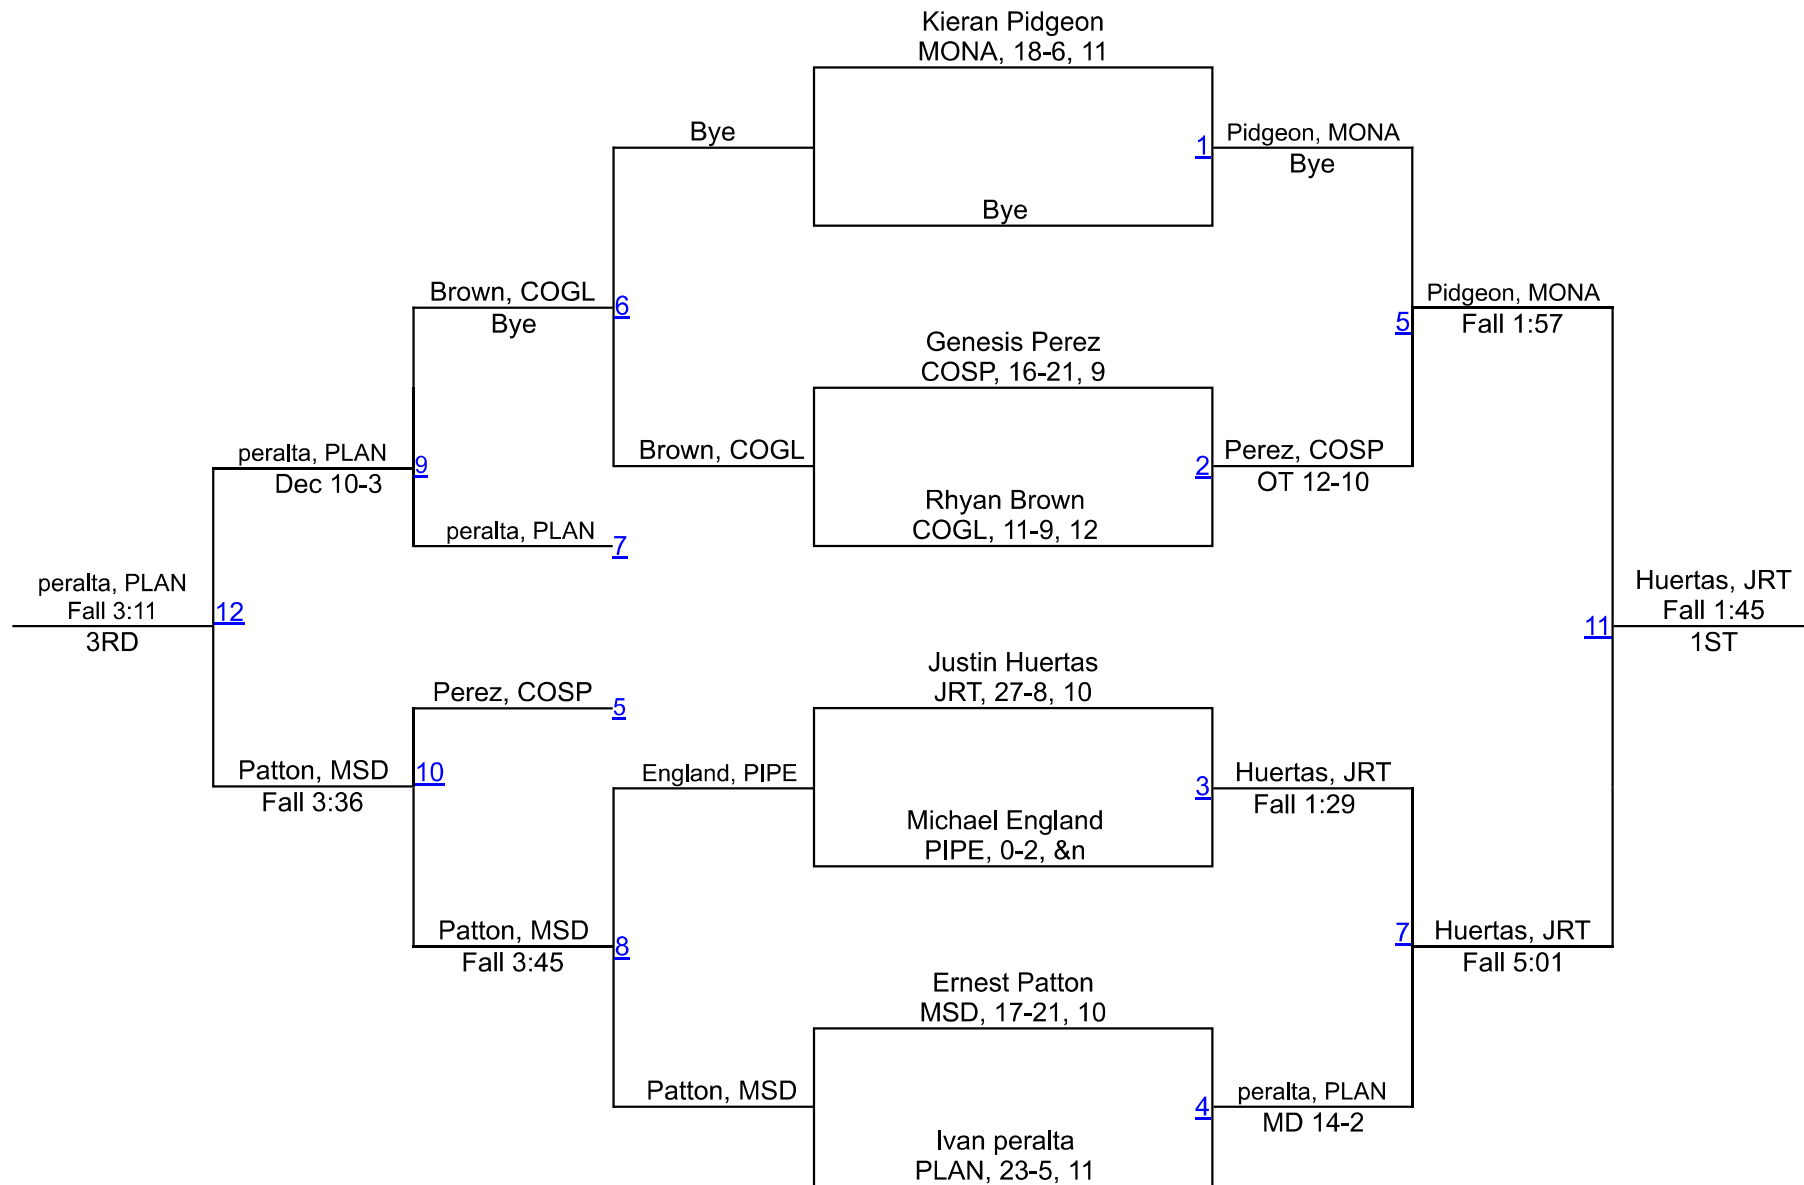 Kieran Pidgeon
MONA, 18-6, 11
Bye
1
Pidgeon, MONA
Bye
Bye
Brown, COGL
Bye
6
Pidgeon, MONA
Fall 1:57
5
Genesis Perez
COSP, 16-21, 9
peralta, PLAN
Dec 10-3
9
Brown, COGL
2
Perez, COSP
OT 12-10
Rhyan Brown
COGL, 11-9, 12
peralta, PLAN
7
peralta, PLAN
Fall 3:11
3RD
12
Huertas, JRT
Fall 1:45
1ST
11
Justin Huertas
JRT, 27-8, 10
Perez, COSP
5
Patton, MSD
Fall 3:36
10
England, PIPE
3
Huertas, JRT
Fall 1:29
Michael England
PIPE, 0-2, &n
Patton, MSD
Fall 3:45
8
7
Huertas, JRT
Fall 5:01
Ernest Patton
MSD, 17-21, 10
Patton, MSD
4
peralta, PLAN
MD 14-2
Ivan peralta
PLAN, 23-5, 11